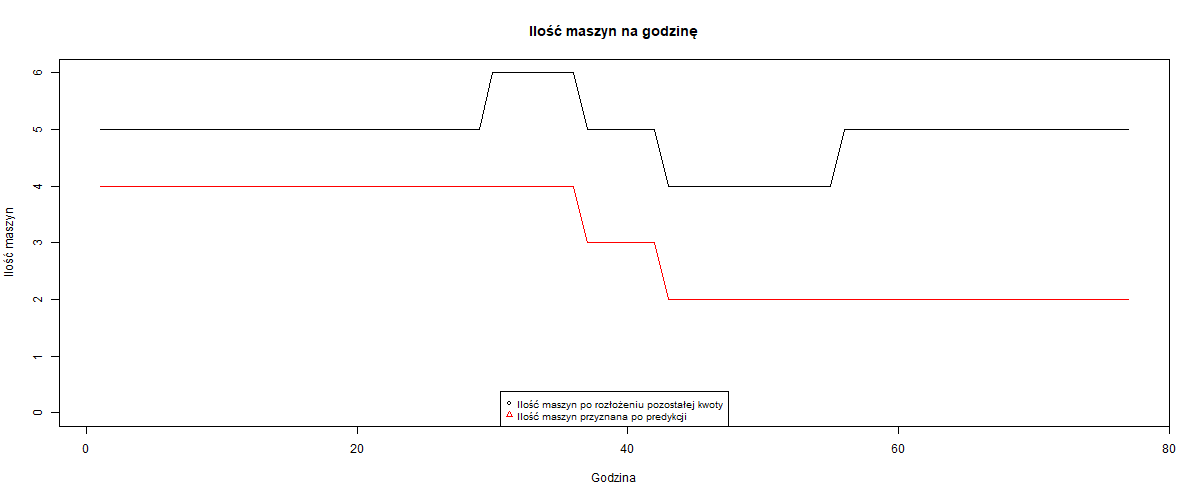 Ilość maszyn na godzinę
Ilość maszyn
6
5
4
3
2
1
0
Ilość maszyn po rozłożeniu pozostałej kwoty
Ilość maszyn przyznana po predykcji
0 20 40 60 80
Godzina